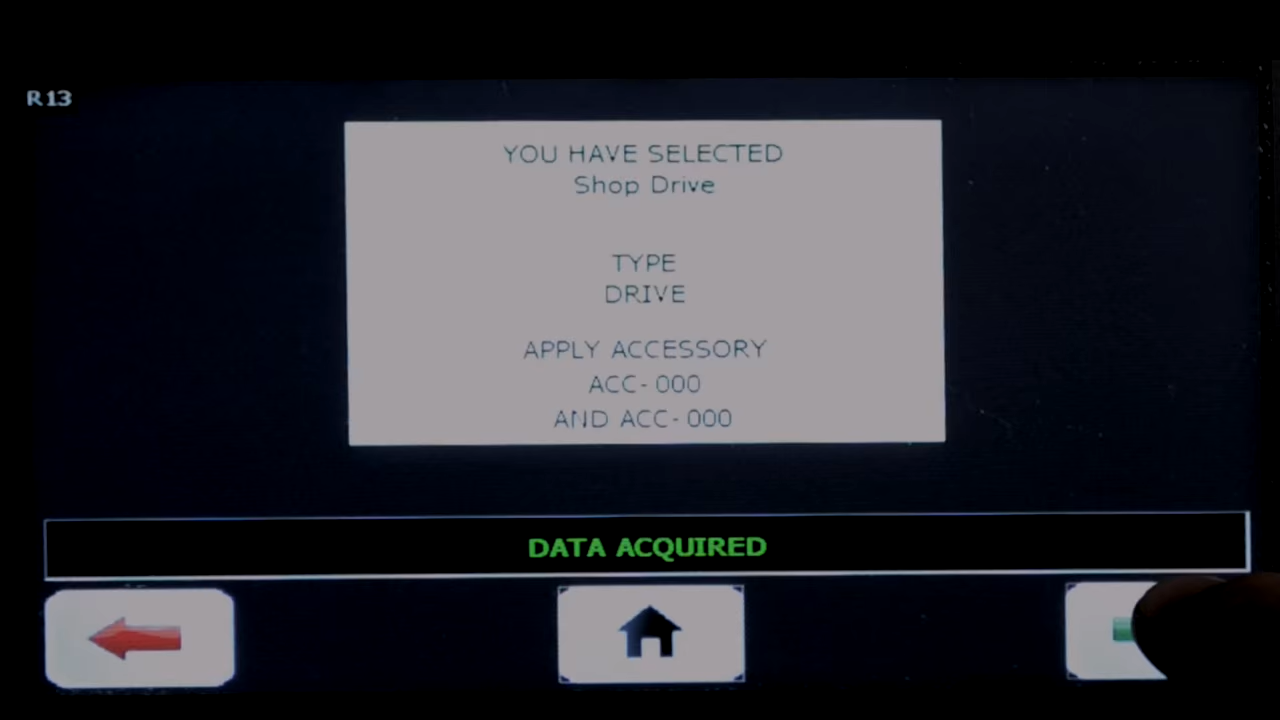 R13
YOU HAVE SELECTED
Shop Drive
TYPE
DRIVE
APPLY ACCESSORY
ACC-000
AND ACC-000
DATA ACQUIRED